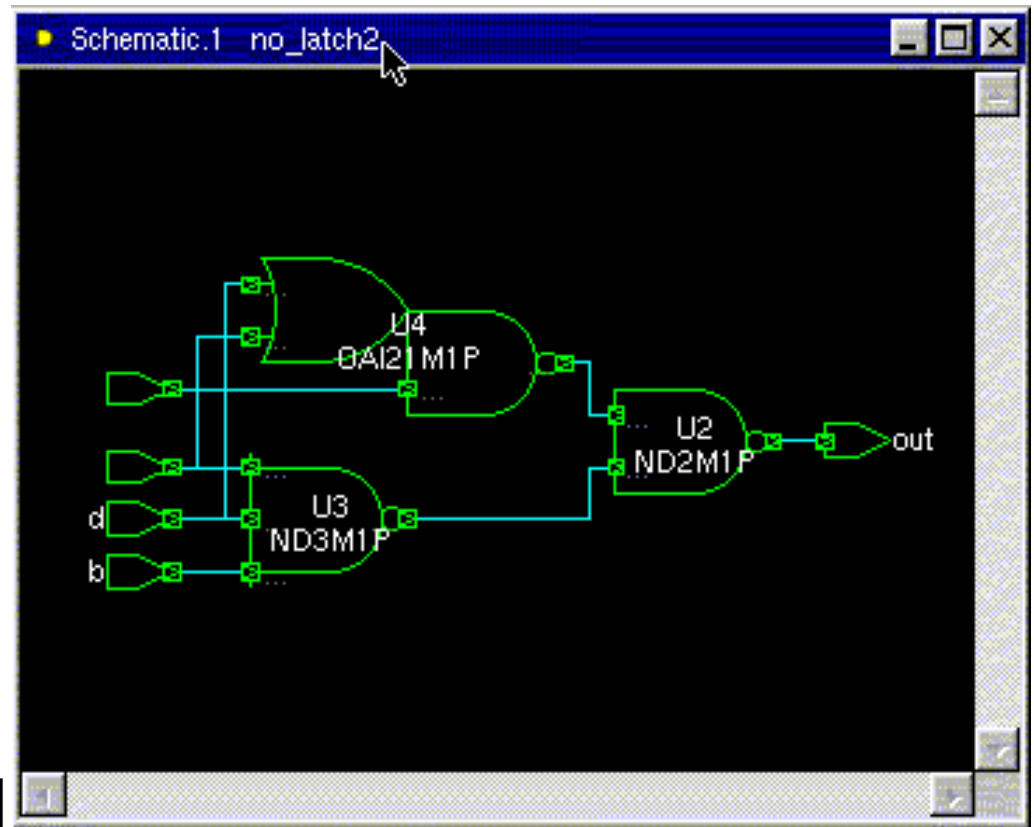 Schematic.1 no_latch2
U4
OAI21M1P
U2
ND2M1P
out
d
U3
ND3M1P
b